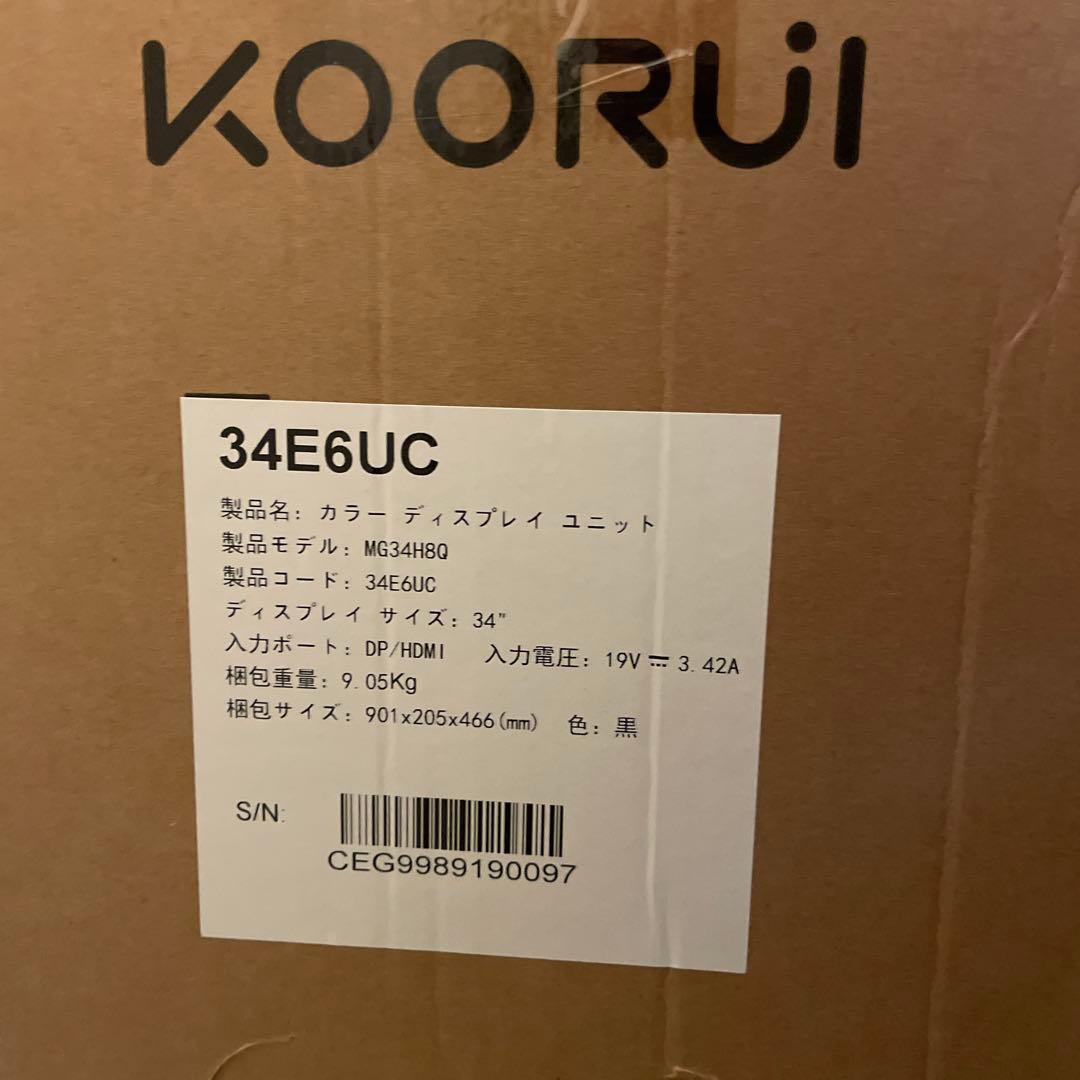 KOORUI
34E6UC
製品名: カラー ディスプレイ ユニット
製品モデル: MG34H8Q
製品コード: 34E6UC
ディスプレイ サイズ: 34"
入力ポート: DP/HDMI 入力電圧: 19V ⎓ 3.42A
梱包重量: 9.05Kg
梱包サイズ: 901x205x466(mm) 色: 黒
S/N:
CEG9989190097